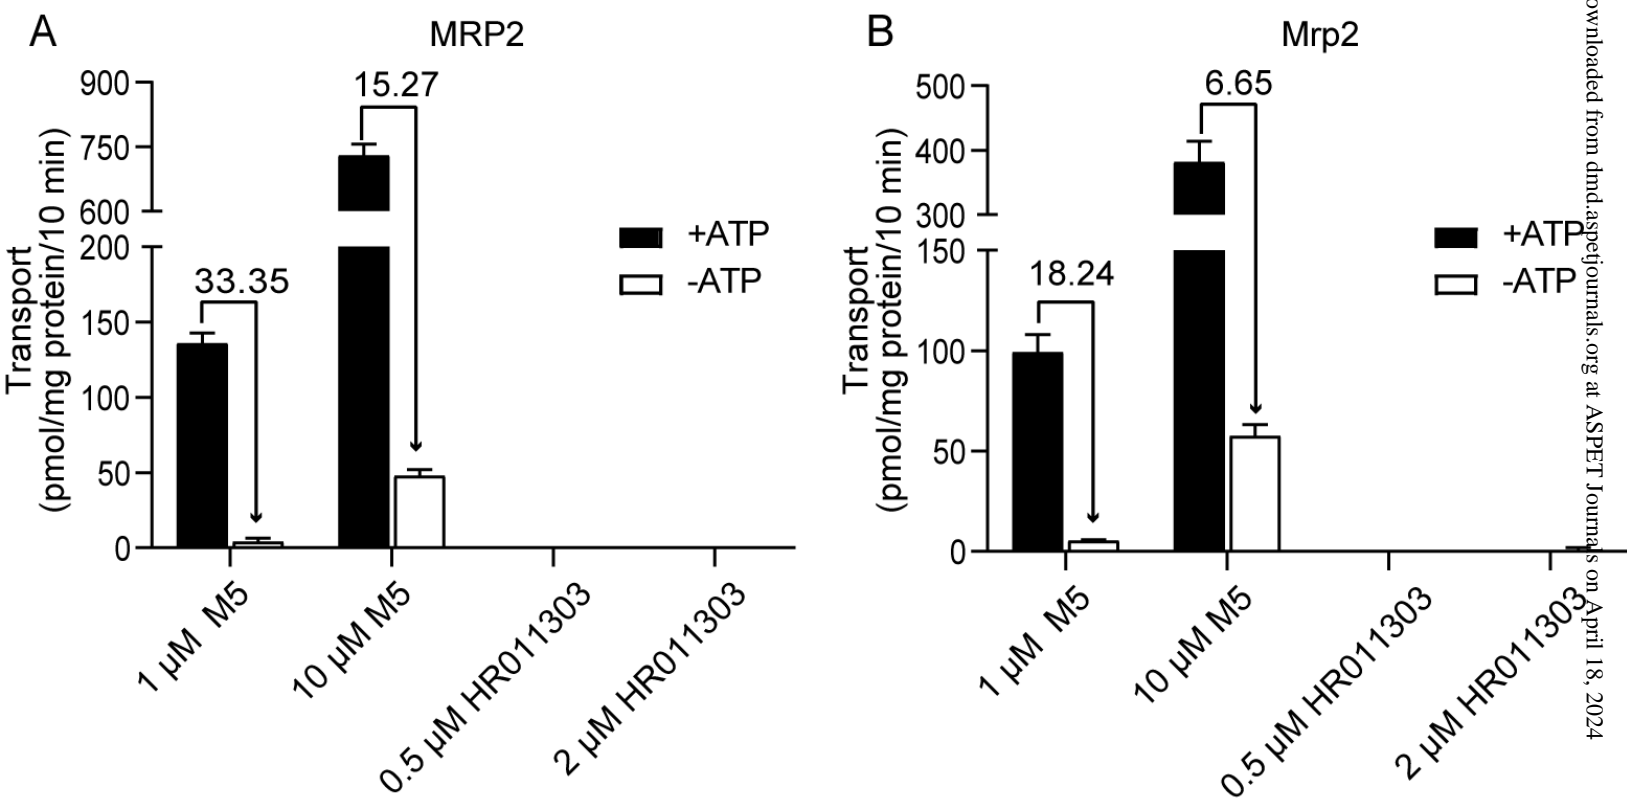 A
MRP2
Transport
(pmol/mg protein/10 min)
900
750
600
200
150
100
50
0
15.27
33.35
+ATP
-ATP
1 µM M5
10 µM M5
0.5 µM HR011303
2 µM HR011303
B
Mrp2
Transport
(pmol/mg protein/10 min)
500
400
300
150
100
50
0
6.65
18.24
+ATP
-ATP
1 µM M5
10 µM M5
0.5 µM HR011303
2 µM HR011303
ownloaded from dmd.aspetjournals.org at ASPET Journals on April 18, 2024